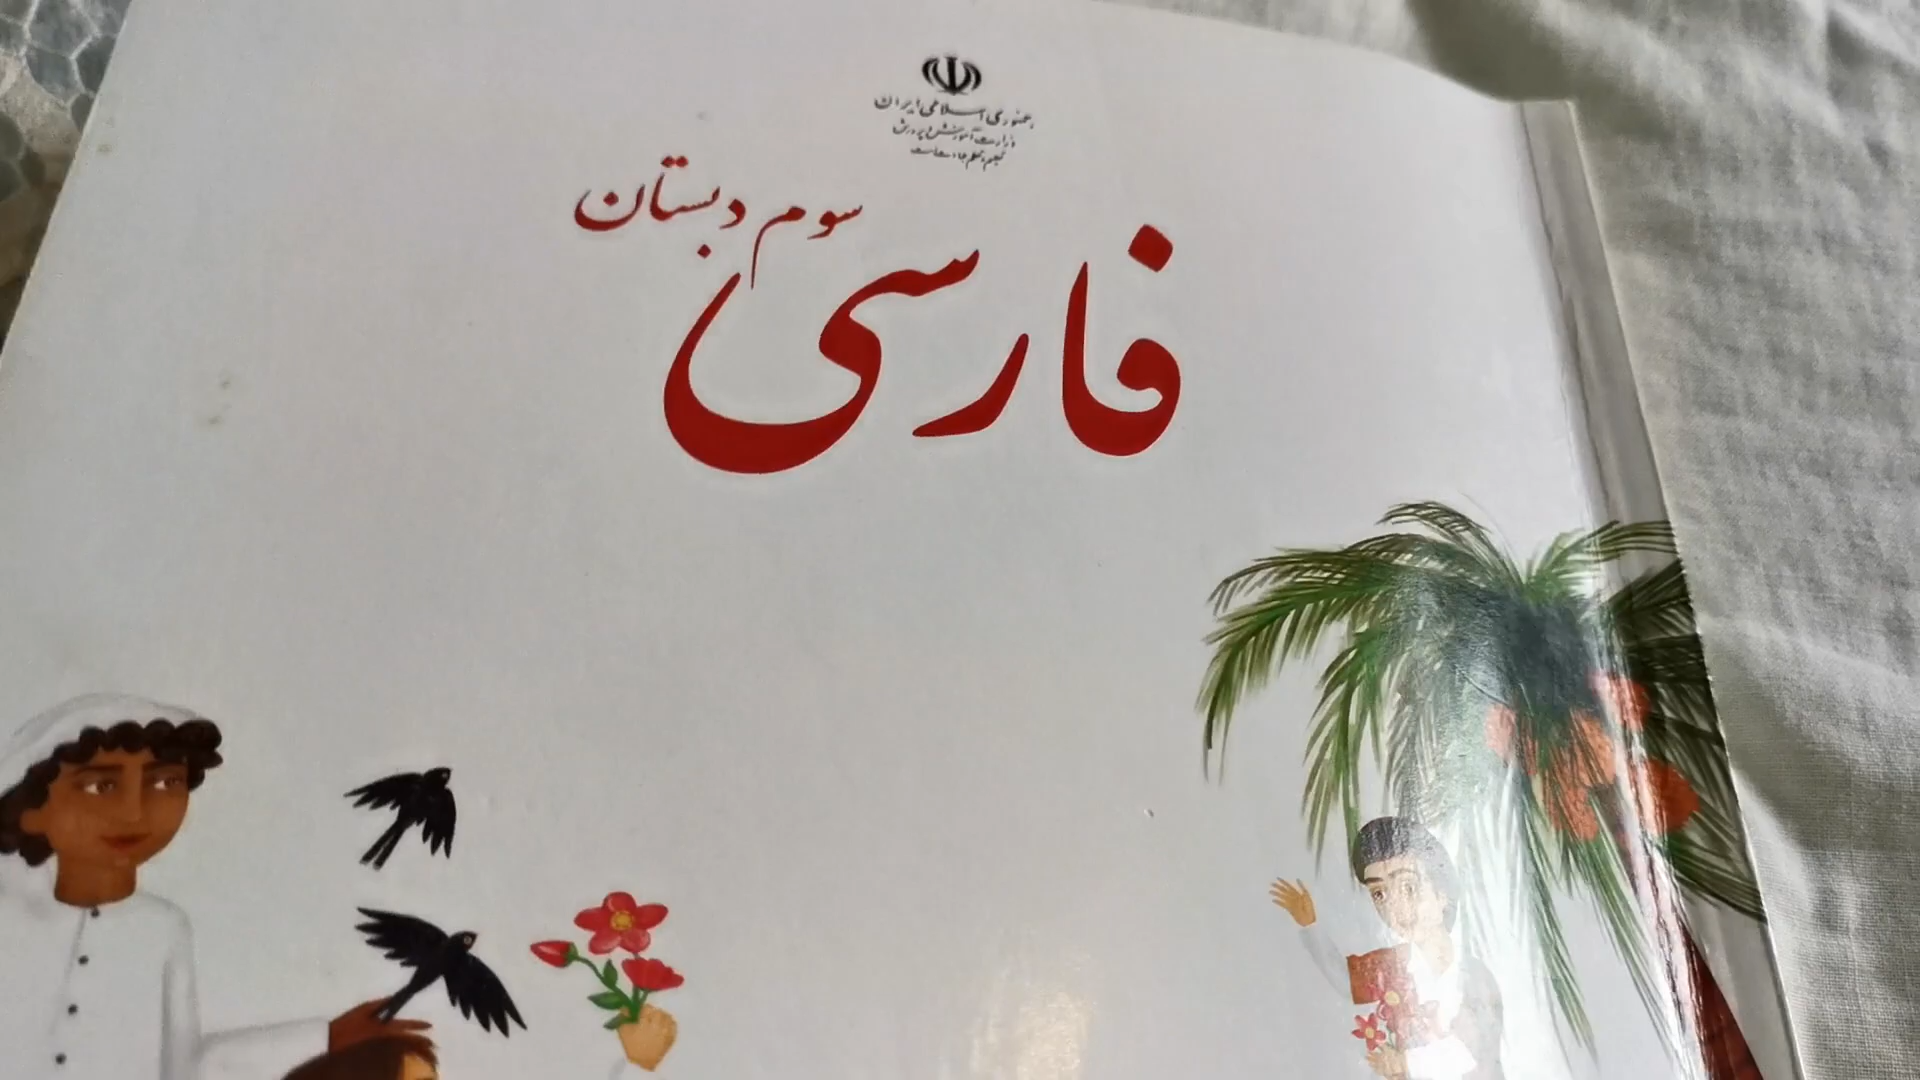 جمهوری اسلامی ایران
وزارت آموزش و پرورش
سوم دبستان
فارسی